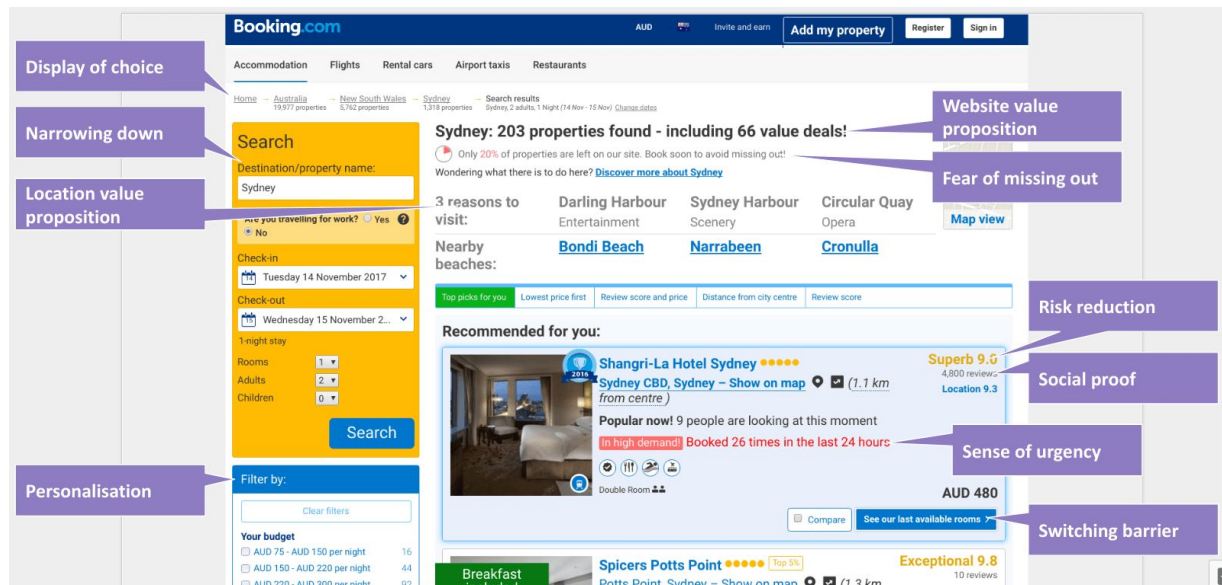 Booking.com
AUD
Invite and earn
Add my property
Register
Sign in
Accommodation
Flights
Rental cars
Airport taxis
Restaurants
Display of choice
Home → Australia → New South Wales → Sydney → Search results
19,977 properties 5,762 properties 1,318 properties Sydney, 2 adults, 1 Night (14 Nov - 15 Nov) Change dates
Narrowing down
Search
Destination/property name:
Sydney
Location value
proposition
Are you travelling for work? Yes
No
Check-in
14 Tuesday 14 November 2017
Check-out
15 Wednesday 15 November 2...
1-night stay
Rooms 1
Adults 2
Children 0
Search
Personalisation
Filter by:
Clear filters
Your budget
AUD 75 - AUD 150 per night 16
AUD 150 - AUD 220 per night 44
AUD 220 - AUD 300 per night 92
Sydney: 203 properties found - including 66 value deals!
Only 20% of properties are left on our site. Book soon to avoid missing out!
Wondering what there is to do here? Discover more about Sydney
Website value
proposition
Fear of missing out
3 reasons to
visit:
Darling Harbour
Entertainment
Sydney Harbour
Scenery
Circular Quay
Opera
Map view
Nearby
beaches:
Bondi Beach
Narrabeen
Cronulla
Top picks for you
Lowest price first
Review score and price
Distance from city centre
Review score
Recommended for you:
2016
Shangri-La Hotel Sydney
Sydney CBD, Sydney – Show on map (1.1 km
from centre)
Popular now! 9 people are looking at this moment
In high demand! Booked 26 times in the last 24 hours
Double Room
Superb
4,800 reviews
Location 9.3
AUD 480
Compare
See our last available rooms
Risk reduction
Social proof
Sense of urgency
Switching barrier
Breakfast
Spicers Potts Point Top 5%
Potts Point, Sydney – Show on map (1.3 km
Exceptional 9.8
10 reviews